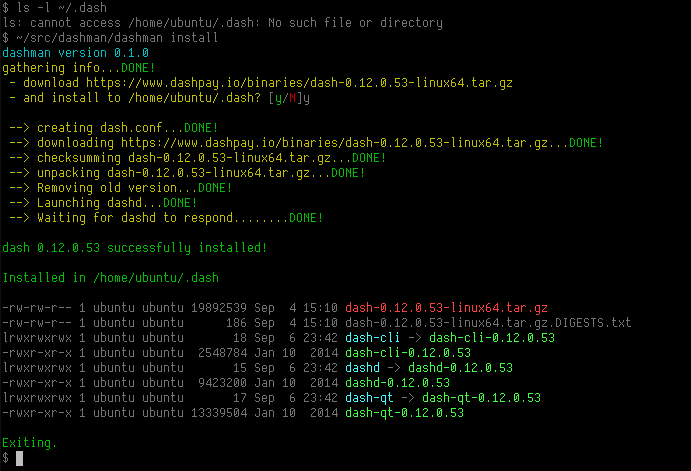 $ ls -l ~/.dash
ls: cannot access /home/ubuntu/.dash: No such file or directory
$ ~/src/dashman/dashman install
dashman version 0.1.0
gathering info...DONE!
 - download https://www.dashpay.io/binaries/dash-0.12.0.53-linux64.tar.gz
 - and install to /home/ubuntu/.dash? [y/N]y
 --> creating dash.conf...DONE!
 --> downloading https://www.dashpay.io/binaries/dash-0.12.0.53-linux64.tar.gz...DONE!
 --> checksumming dash-0.12.0.53-linux64.tar.gz...DONE!
 --> unpacking dash-0.12.0.53-linux64.tar.gz...DONE!
 --> Removing old version...DONE!
 --> Launching dashd...DONE!
 --> Waiting for dashd to respond........DONE!
dash 0.12.0.53 successfully installed!
Installed in /home/ubuntu/.dash
-rw-rw-r-- 1 ubuntu ubuntu 19892539 Sep  4 15:10 dash-0.12.0.53-linux64.tar.gz
-rw-rw-r-- 1 ubuntu ubuntu      186 Sep  4 15:10 dash-0.12.0.53-linux64.tar.gz.DIGESTS.txt
lrwxrwxrwx 1 ubuntu ubuntu       18 Sep  6 23:42 dash-cli -> dash-cli-0.12.0.53
-rwxr-xr-x 1 ubuntu ubuntu  2548784 Jan 10  2014 dash-cli-0.12.0.53
lrwxrwxrwx 1 ubuntu ubuntu       15 Sep  6 23:42 dashd -> dashd-0.12.0.53
-rwxr-xr-x 1 ubuntu ubuntu  9423200 Jan 10  2014 dashd-0.12.0.53
lrwxrwxrwx 1 ubuntu ubuntu       17 Sep  6 23:42 dash-qt -> dash-qt-0.12.0.53
-rwxr-xr-x 1 ubuntu ubuntu 13339504 Jan 10  2014 dash-qt-0.12.0.53
Exiting.
$